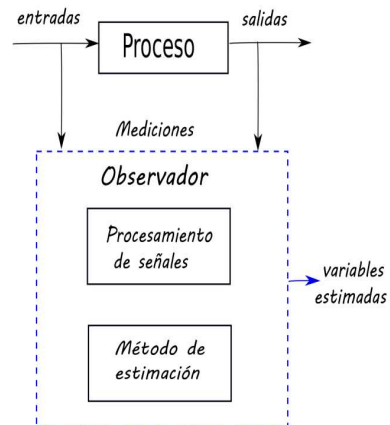 entradas
salidas
Proceso
Mediciones
Observador
Procesamiento
de señales
variables
estimadas
Método de
estimación